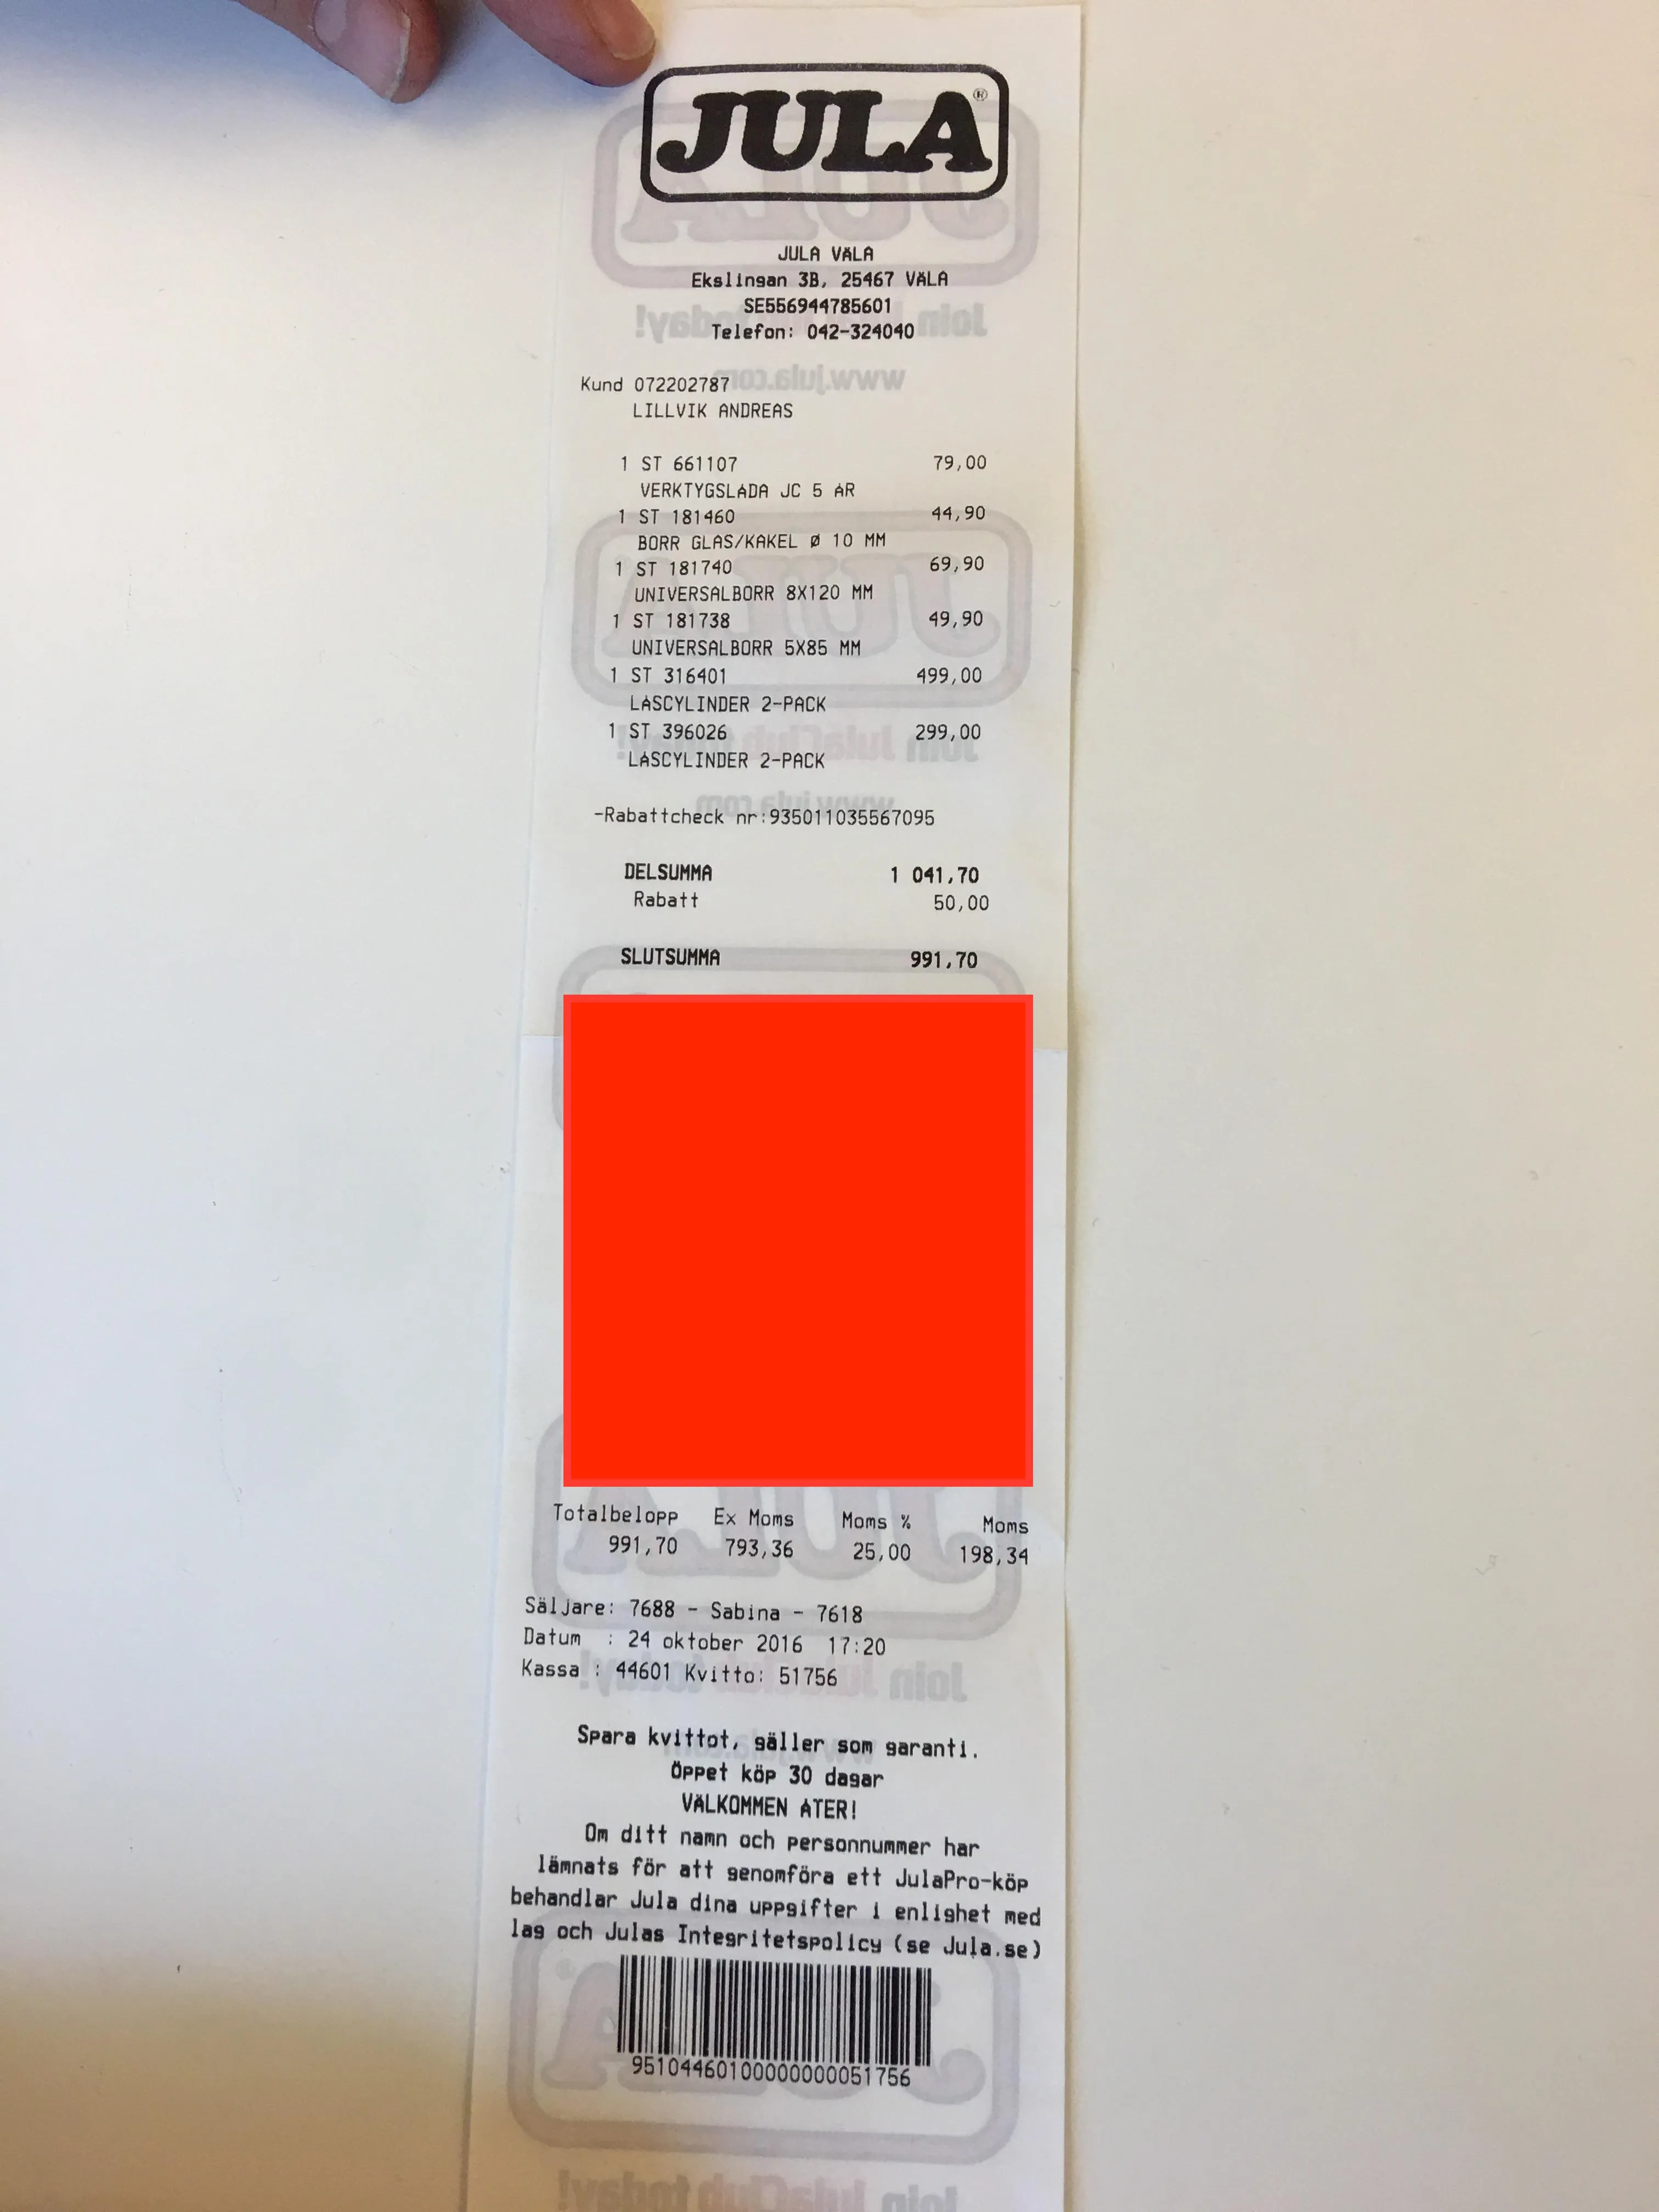 JULA®
JULA VÄLA
Ekslingan 3B, 25467 VÄLA
SE556944785601
Telefon: 042-324040
Kund 072202787
LILLVIK ANDREAS
1 ST 661107 79,00
VERKTYGSLÅDA JC 5 ÅR
1 ST 181460 44,90
BORR GLAS/KAKEL Ø 10 MM
1 ST 181740 69,90
UNIVERSALBORR 8X120 MM
1 ST 181738 49,90
UNIVERSALBORR 5X85 MM
1 ST 316401 499,00
LÅSCYLINDER 2-PACK
1 ST 396026 299,00
LÅSCYLINDER 2-PACK
-Rabattcheck nr:935011035567095
DELSUMMA 1 041,70
Rabatt 50,00
SLUTSUMMA 991,70
Totalbelopp Ex Moms Moms % Moms
991,70 793,36 25,00 198,34
Säljare: 7688 - Sabina - 7618
Datum : 24 oktober 2016 17:20
Kassa : 44601 Kvitto: 51756
Spara kvittot, gäller som garanti.
Öppet köp 30 dagar
VÄLKOMMEN ÅTER!
Om ditt namn och personnummer har
lämnats för att genomföra ett JulaPro-köp
behandlar Jula dina uppgifter i enlighet med
lag och Julas Integritetspolicy (se Jula.se)
95104460100000000051756